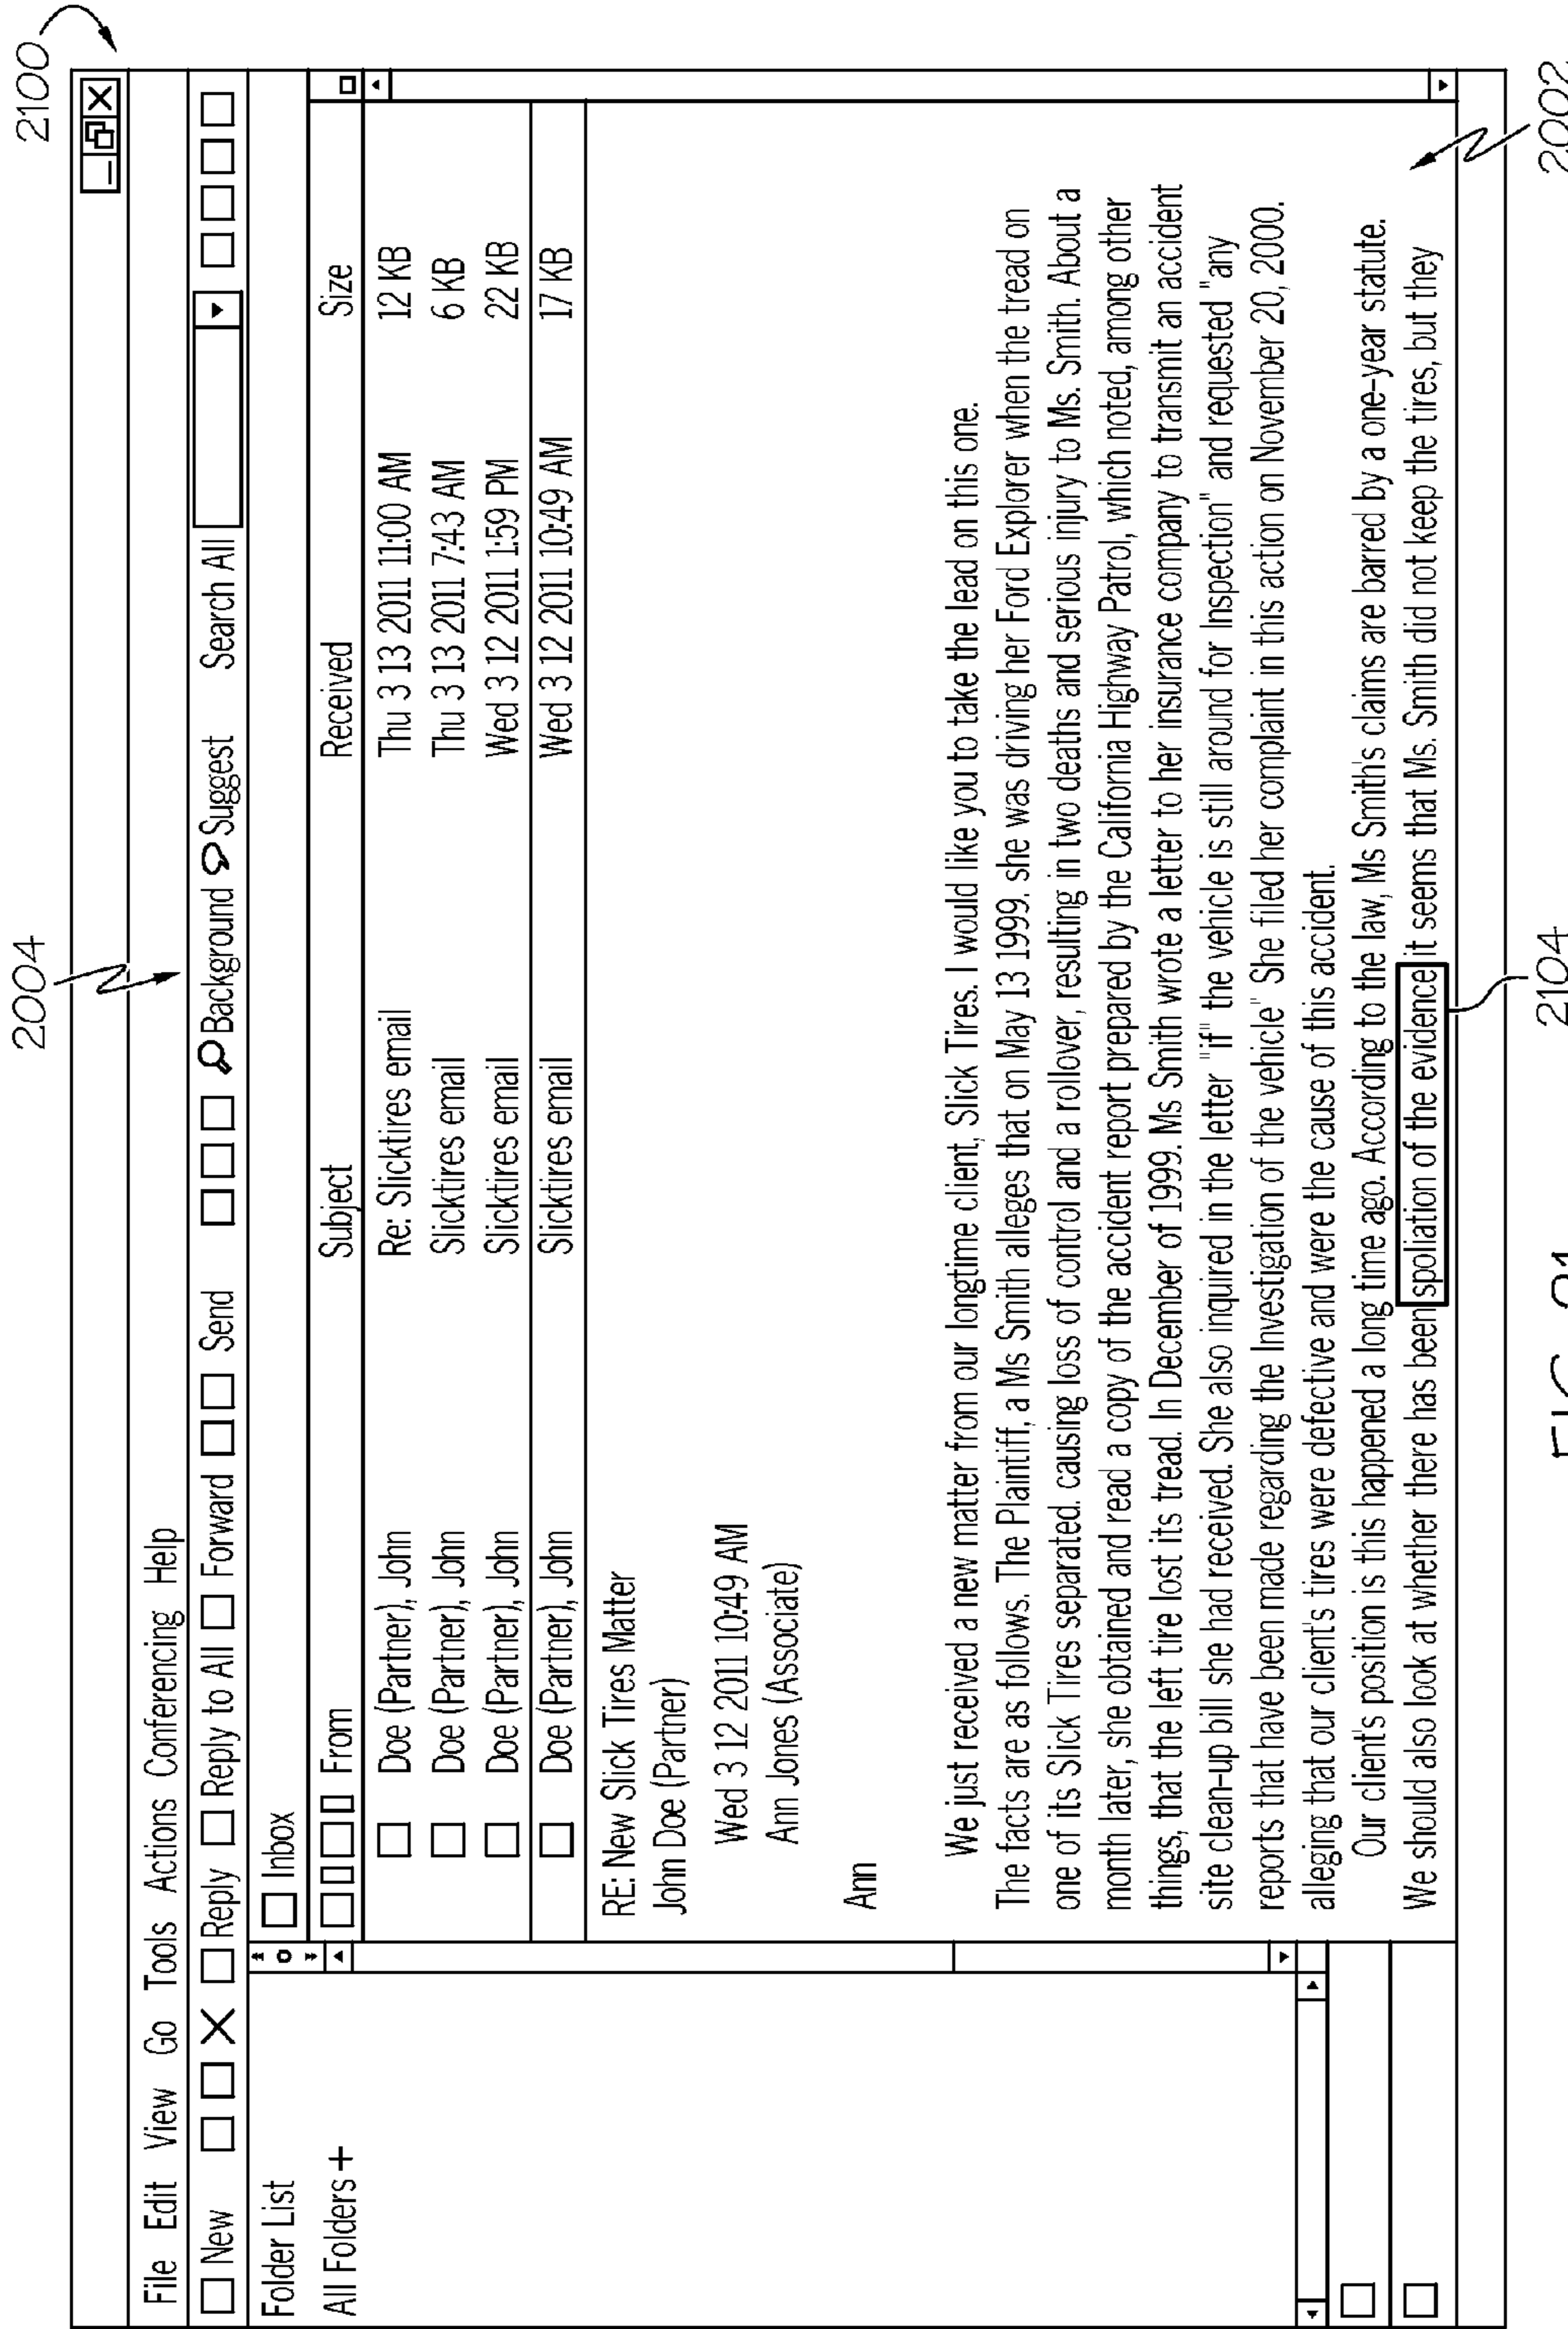 2100
2004
File Edit View Go Tools Actions Conferencing Help
New Reply Reply to All Forward Send Background Suggest Search All
Folder List
Inbox
All Folders +
From Subject Received Size
Doe (Partner), John Re: Slicktires email Thu 3 13 2011 11:00 AM 12 KB
Doe (Partner), John Slicktires email Thu 3 13 2011 7:43 AM 6 KB
Doe (Partner), John Slicktires email Wed 3 12 2011 1:59 PM 22 KB
Doe (Partner), John Slicktires email Wed 3 12 2011 10:49 AM 17 KB
RE: New Slick Tires Matter
John Doe (Partner)
Wed 3 12 2011 10:49 AM
Ann Jones (Associate)
Ann
We just received a new matter from our longtime client, Slick Tires. I would like you to take the lead on this one.
The facts are as follows. The Plaintiff, a Ms Smith alleges that on May 13 1999. she was driving her Ford Explorer when the tread on
one of its Slick Tires separated. causing loss of control and a rollover, resulting in two deaths and serious injury to Ms. Smith. About a
month later, she obtained and read a copy of the accident report prepared by the California Highway Patrol, which noted, among other
things, that the left tire lost its tread. In December of 1999. Ms Smith wrote a letter to her insurance company to transmit an accident
site clean-up bill she had received. She also inquired in the letter "if" the vehicle is still around for Inspection" and requested "any
reports that have been made regarding the Investigation of the vehicle" She filed her complaint in this action on November 20, 2000.
alleging that our client's tires were defective and were the cause of this accident.
Our client's position is this happened a long time ago. According to the law, Ms Smith's claims are barred by a one-year statute.
We should also look at whether there has been spoliation of the evidence it seems that Ms. Smith did not keep the tires, but they
2104
2002